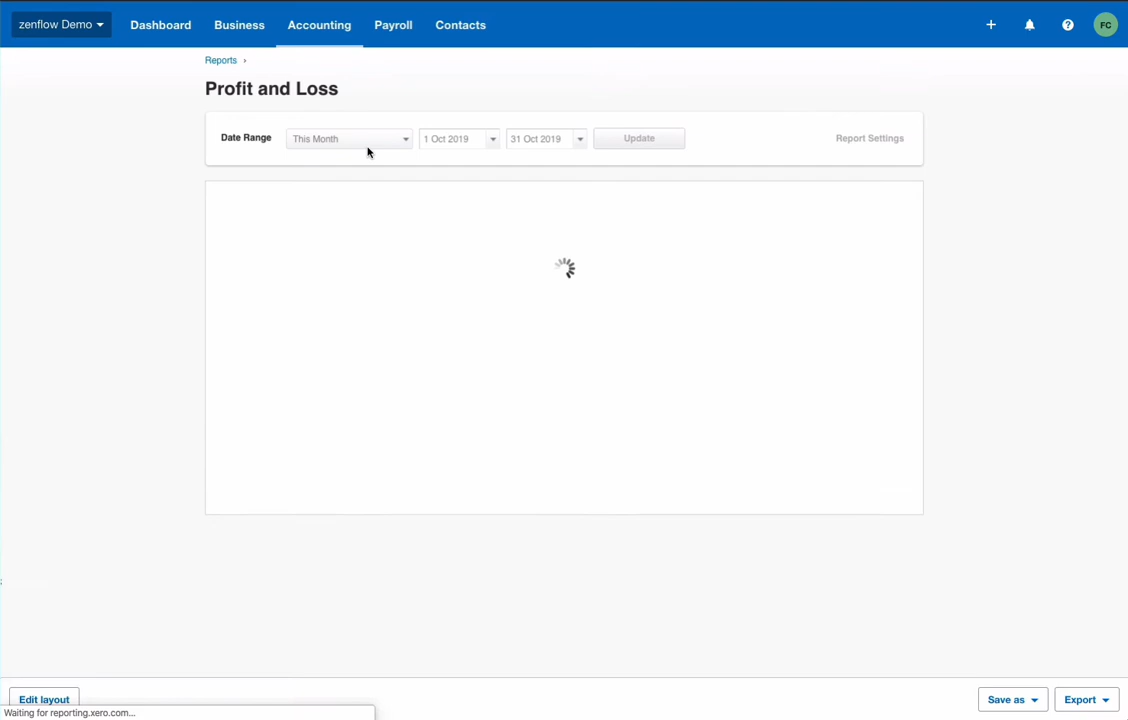 zenflow Demo
Dashboard
Business
Accounting
Payroll
Contacts
FC
Reports ›
Profit and Loss
Date Range
This Month
1 Oct 2019
31 Oct 2019
Update
Report Settings
Edit layout
Save as
Export
Waiting for reporting.xero.com...